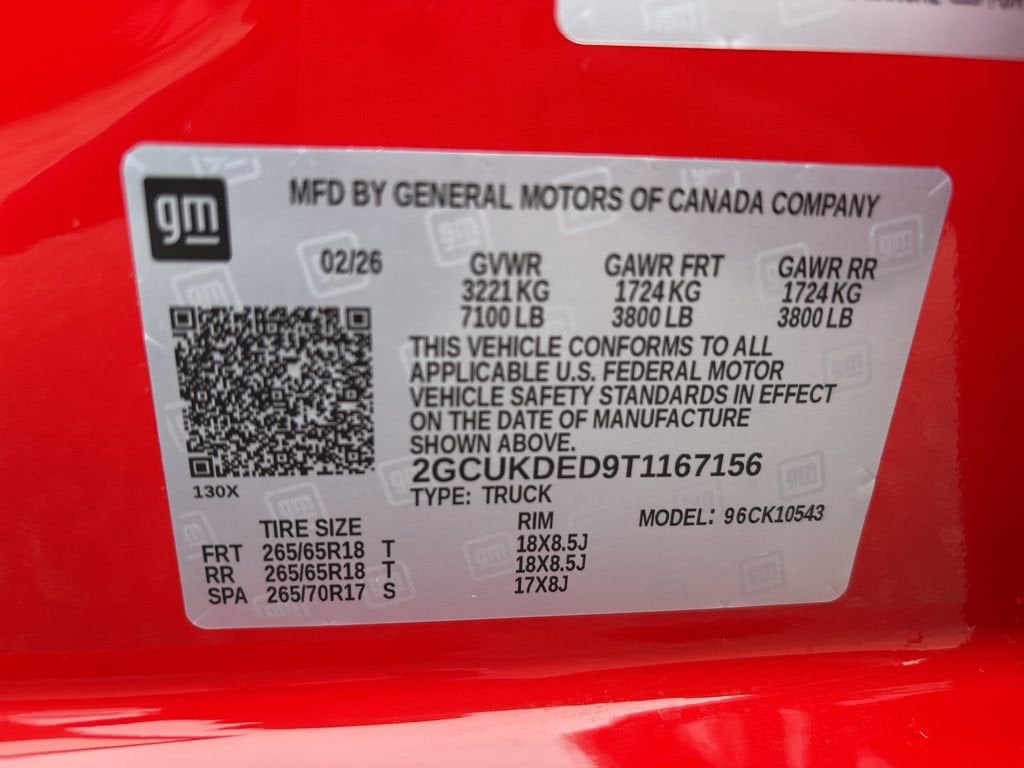 gm
MFD BY GENERAL MOTORS OF CANADA COMPANY
02/26 GVWR GAWR FRT GAWR RR
3221 KG 1724 KG 1724 KG
7100 LB 3800 LB 3800 LB
THIS VEHICLE CONFORMS TO ALL
APPLICABLE U.S. FEDERAL MOTOR
VEHICLE SAFETY STANDARDS IN EFFECT
ON THE DATE OF MANUFACTURE
SHOWN ABOVE.
2GCUKDED9T1167156
130X
TYPE: TRUCK
MODEL: 96CK10543
TIRE SIZE RIM
FRT 265/65R18 T 18X8.5J
RR 265/65R18 T 18X8.5J
SPA 265/70R17 S 17X8J